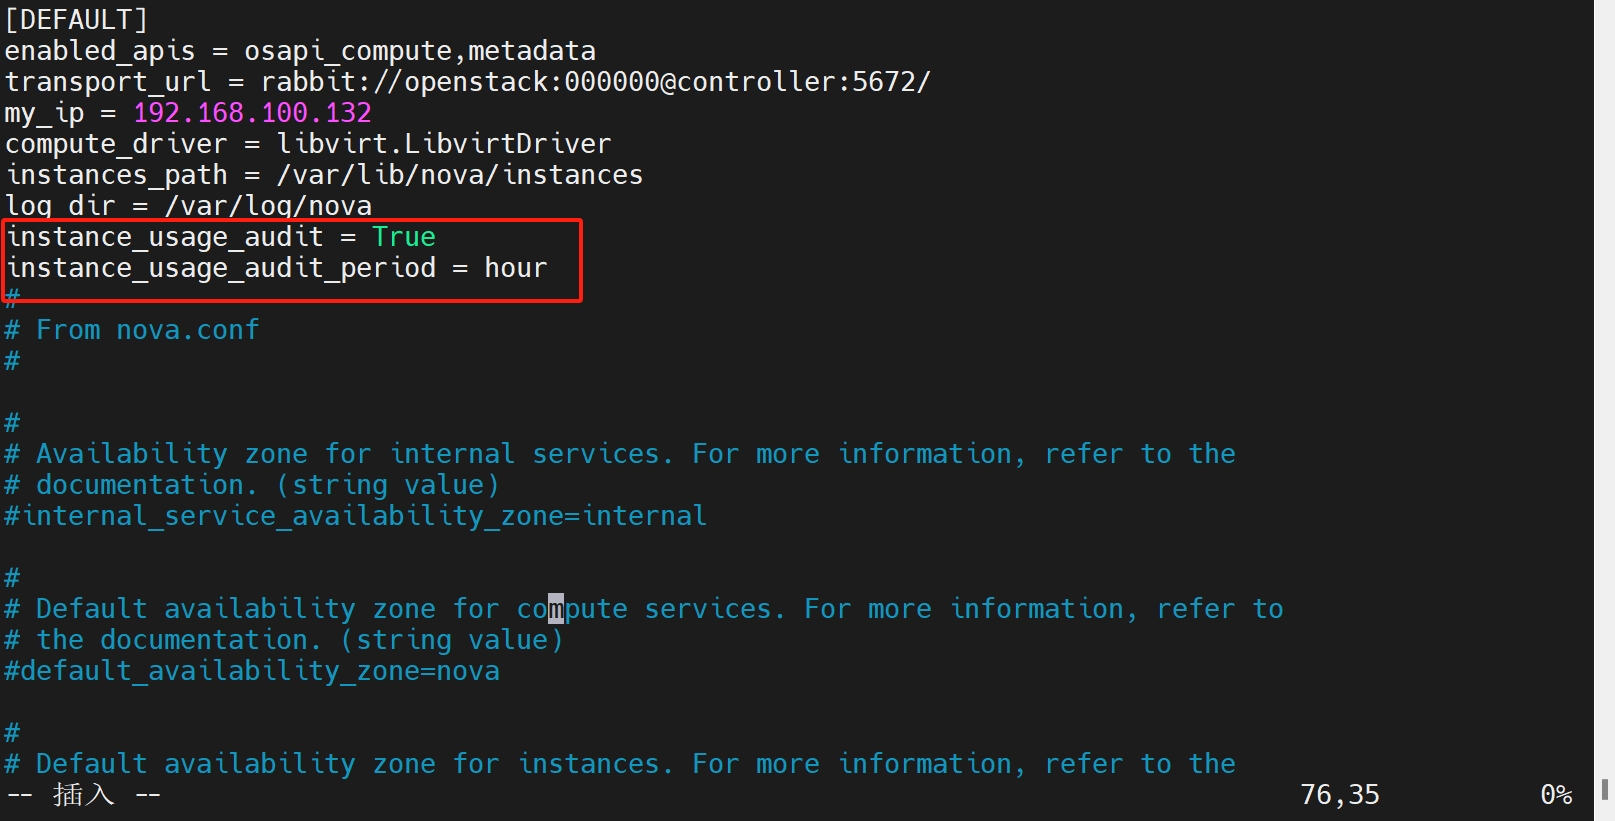 [DEFAULT]
enabled_apis = osapi_compute,metadata
transport_url = rabbit://openstack:000000@controller:5672/
my_ip = 192.168.100.132
compute_driver = libvirt.LibvirtDriver
instances_path = /var/lib/nova/instances
log_dir = /var/log/nova
instance_usage_audit = True
instance_usage_audit_period = hour
#
# From nova.conf
#
#
# Availability zone for internal services. For more information, refer to the
# documentation. (string value)
#internal_service_availability_zone=internal
#
# Default availability zone for compute services. For more information, refer to
# the documentation. (string value)
#default_availability_zone=nova
#
# Default availability zone for instances. For more information, refer to the
-- 插入 -- 76,35 0%